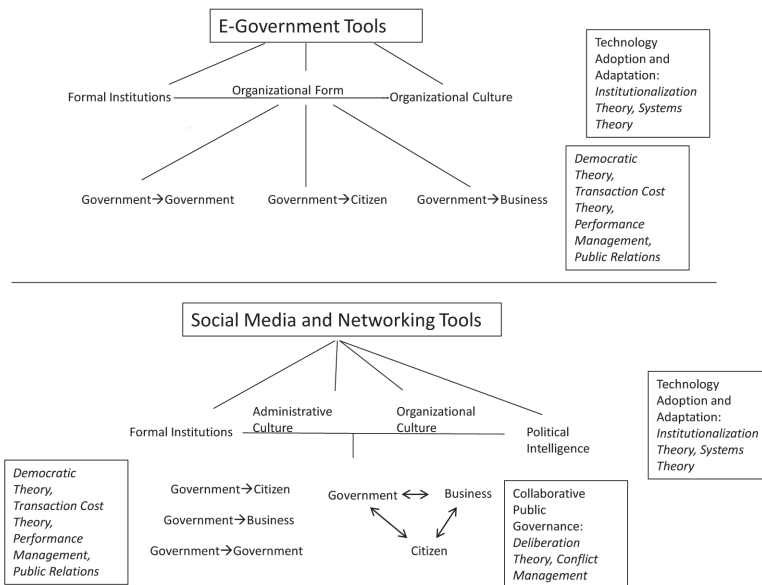 E-Government Tools
Technology
Adoption and
Adaptation:
Institutionalization
Theory, Systems
Theory
Formal Institutions
Organizational Form
Organizational Culture
Democratic
Theory,
Transaction Cost
Theory,
Performance
Management,
Public Relations
Government→Government
Government→Citizen
Government→Business
Social Media and Networking Tools
Technology
Adoption and
Adaptation:
Institutionalization
Theory, Systems
Theory
Formal Institutions
Administrative
Culture
Organizational
Culture
Political
Intelligence
Democratic
Theory,
Transaction Cost
Theory,
Performance
Management,
Public Relations
Government→Citizen
Government→Business
Government→Government
Government
Business
Citizen
Collaborative
Public
Governance:
Deliberation
Theory, Conflict
Management